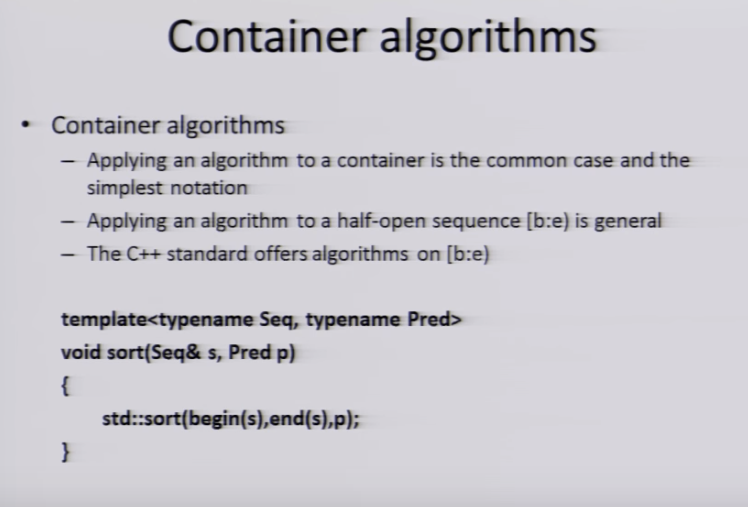 Container algorithms
• Container algorithms
– Applying an algorithm to a container is the common case and the
simplest notation
– Applying an algorithm to a half-open sequence [b:e) is general
– The C++ standard offers algorithms on [b:e)
template<typename Seq, typename Pred>
void sort(Seq& s, Pred p)
{
std::sort(begin(s),end(s),p);
}